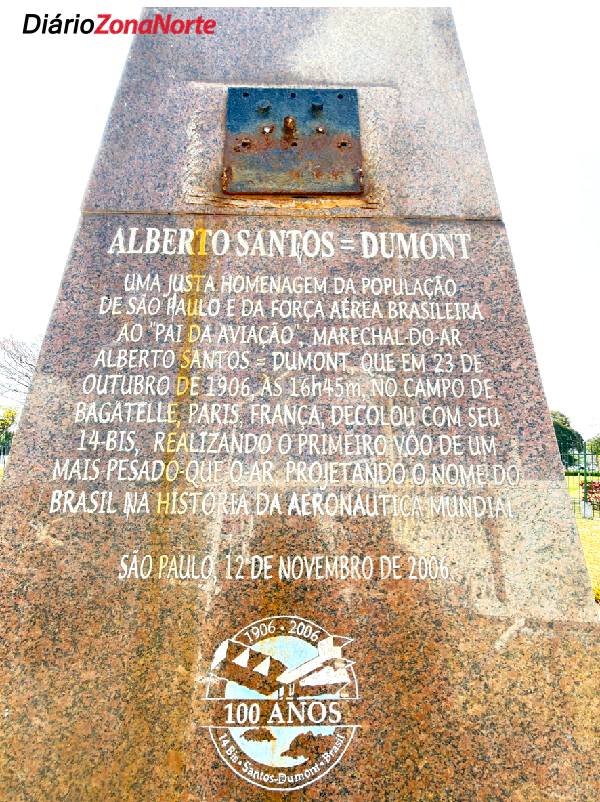 DiárioZonaNorte
ALBERTO SANTOS = DUMONT
UMA JUSTA HOMENAGEM DA POPULAÇÃO
DE SÃO PAULO E DA FORÇA AÉREA BRASILEIRA
AO "PAI DA AVIAÇÃO", MARECHAL-DO-AR
ALBERTO SANTOS = DUMONT, QUE EM 23 DE
OUTUBRO DE 1906, ÀS 16h45m, NO CAMPO DE
BAGATELLE, PARIS, FRANÇA, DECOLOU COM SEU
14-BIS, REALIZANDO O PRIMEIRO VÔO DE UM
MAIS PESADO-QUE O-AR, PROJETANDO O NOME DO
BRASIL NA HISTÓRIA DA AERONÁUTICA MUNDIAL.
SÃO PAULO, 12 DE NOVEMBRO DE 2006.
1906 • 2006
100 ANOS
14 Bis • Santos-Dumont • Brasil